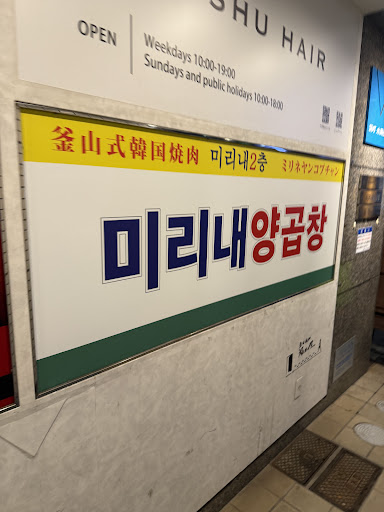 SHU HAIR
OPEN
Weekdays 10:00-19:00
Sundays and public holidays 10:00-18:00
釜山式韓国焼肉 미리내2층 ミリネヤンコプチャン
미리내양곱창